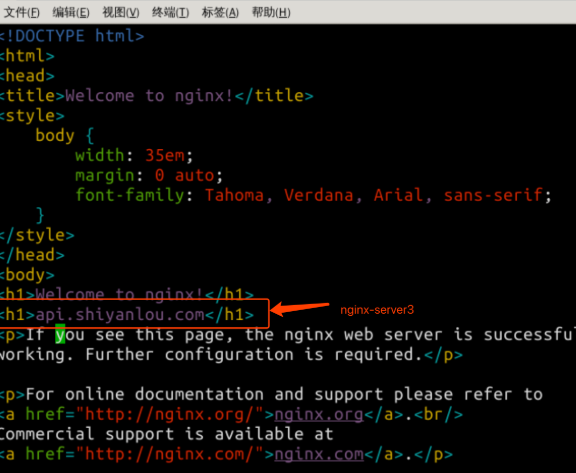 文件(F) 编辑(E) 视图(V) 终端(T) 标签(A) 帮助(H)
<!DOCTYPE html>
<html>
<head>
<title>Welcome to nginx!</title>
<style>
body {
width: 35em;
margin: 0 auto;
font-family: Tahoma, Verdana, Arial, sans-serif;
}
</style>
</head>
<body>
<h1>Welcome to nginx!</h1>
<h1>api.shiyanlou.com</h1>
nginx-server3
<p>If you see this page, the nginx web server is successfu
working. Further configuration is required.</p>
<p>For online documentation and support please refer to
<a href="http://nginx.org/">nginx.org</a>.<br/>
Commercial support is available at
<a href="http://nginx.com/">nginx.com</a>.</p>